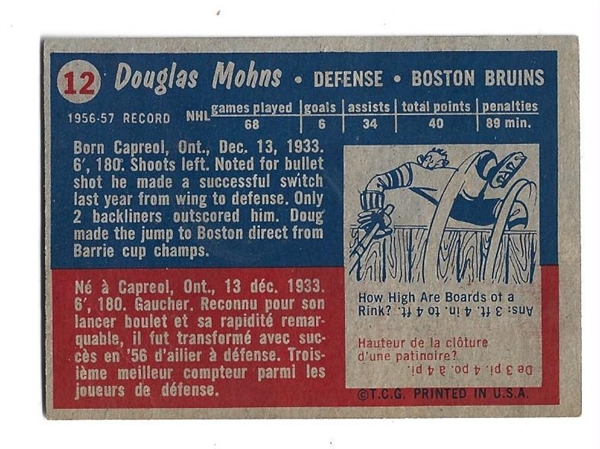 12 Douglas Mohns • DEFENSE • BOSTON BRUINS
games played goals assists total points penalties
1956-57 RECORD NHL 68 6 34 40 89 min.
Born Capreol, Ont., Dec. 13, 1933.
6', 180. Shoots left. Noted for bullet
shot he made a successful switch
last year from wing to defense. Only
2 backliners outscored him. Doug
made the jump to Boston direct from
Barrie cup champs.
Né à Capreol, Ont., 13 déc. 1933.
6', 180. Gaucher. Reconnu pour son
lancer boulet et sa rapidité remar-
quable, il fut transformé avec suc-
cès en '56 d'ailier à défense. Trois-
ième meilleur compteur parmi les
joueurs de défense.
How High Are Boards of a
Rink?
Ans: 3 ft. 4 in. to 4 ft.
Hauteur de la clôture
d'une patinoire?
De 3 pi. 4 po. à 4 pi.
©T.C.G. PRINTED IN U.S.A.